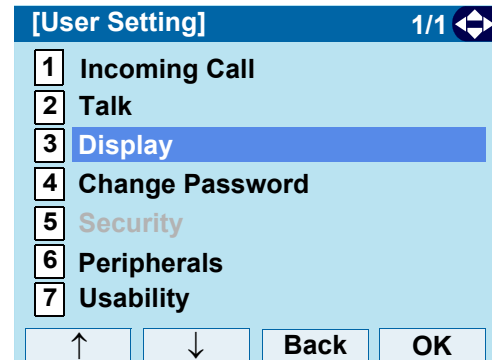 [User Setting] 1/1
1 Incoming Call
2 Talk
3 Display
4 Change Password
5 Security
6 Peripherals
7 Usability
↑ ↓ Back OK